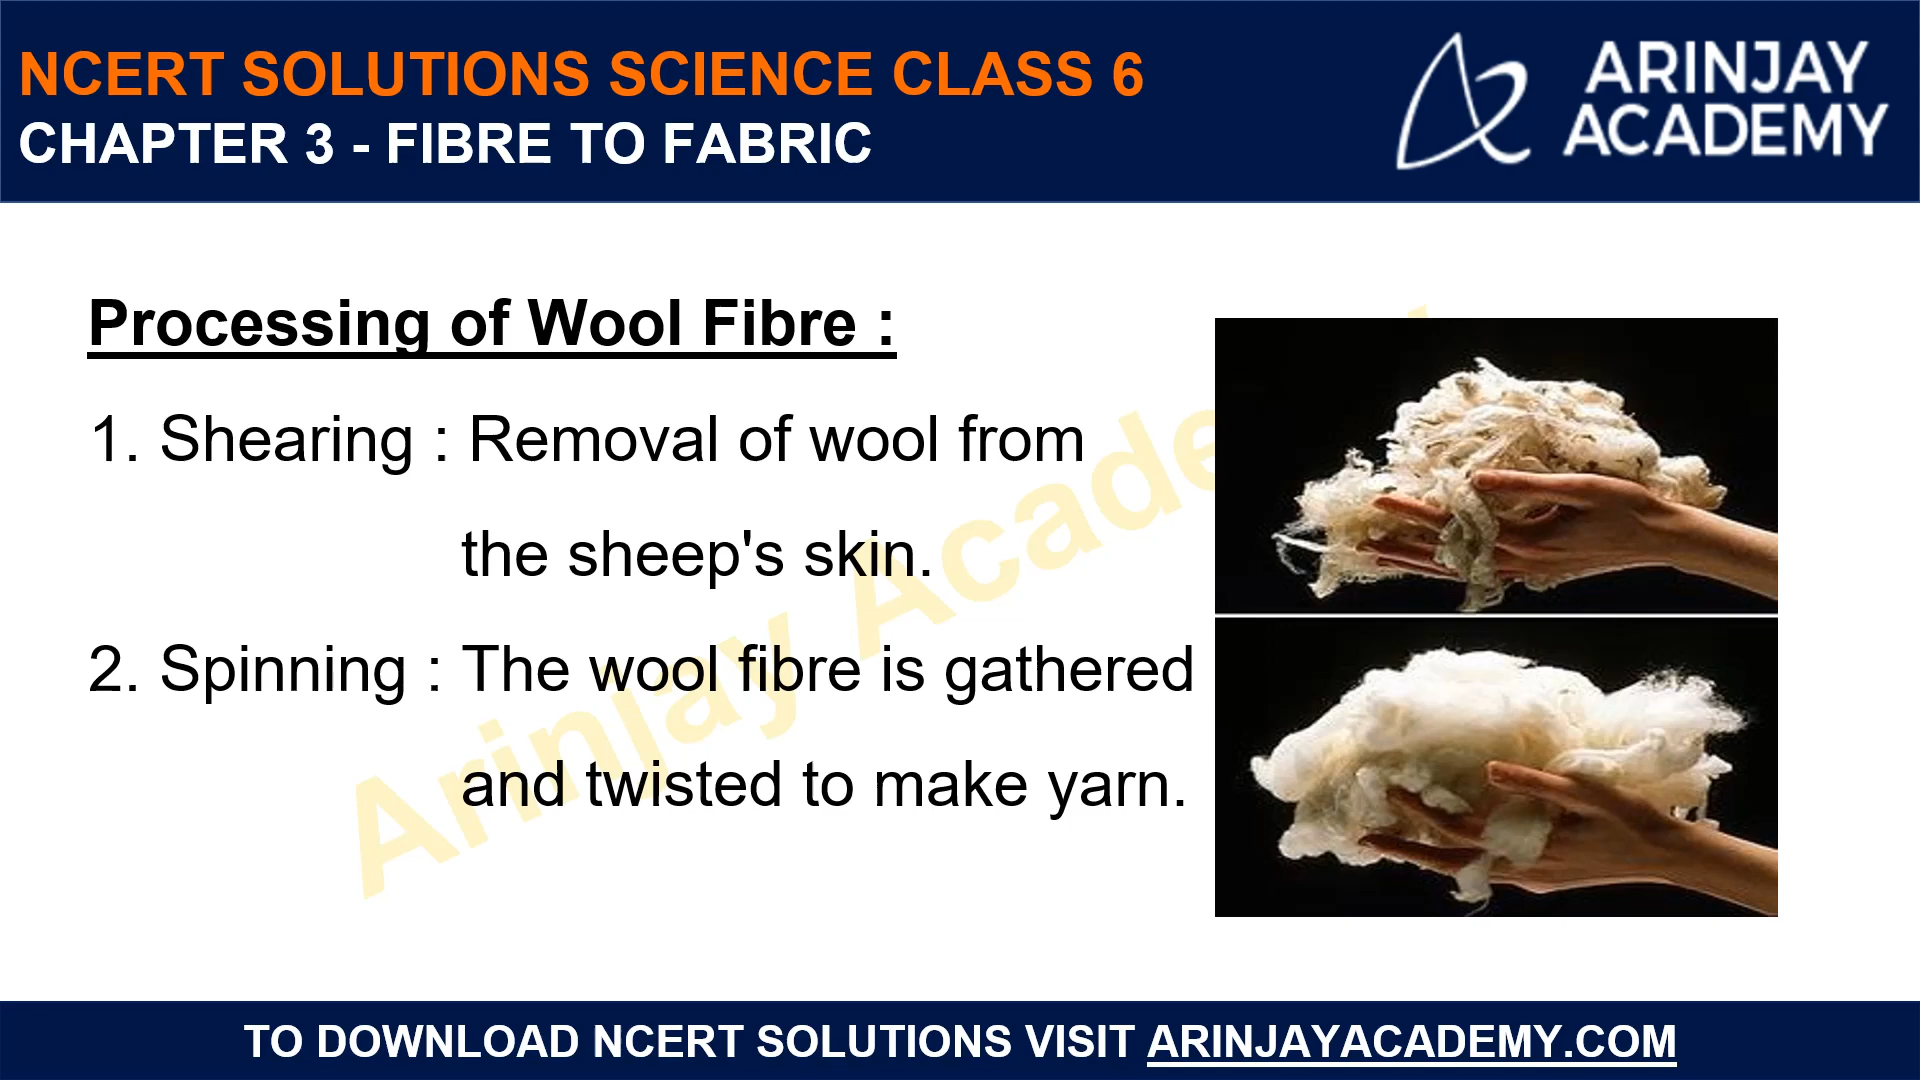 NCERT SOLUTIONS SCIENCE CLASS 6
CHAPTER 3 - FIBRE TO FABRIC
ARINJAY
ACADEMY
Processing of Wool Fibre :
1. Shearing : Removal of wool from
the sheep's skin.
2. Spinning : The wool fibre is gathered
and twisted to make yarn.
Arinjay Acade
TO DOWNLOAD NCERT SOLUTIONS VISIT ARINJAYACADEMY.COM